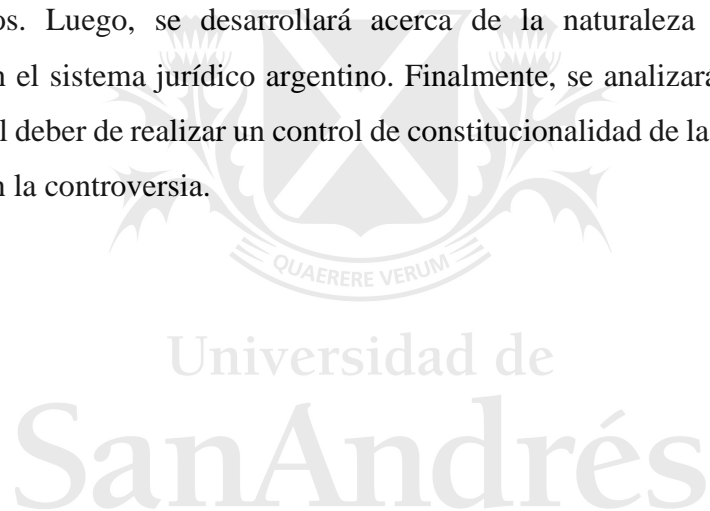 os. Luego, se desarrollará acerca de la naturaleza
n el sistema jurídico argentino. Finalmente, se analizará
l deber de realizar un control de constitucionalidad de la
n la controversia.
QUAERERE VERUM
Universidad de
SanAndrés